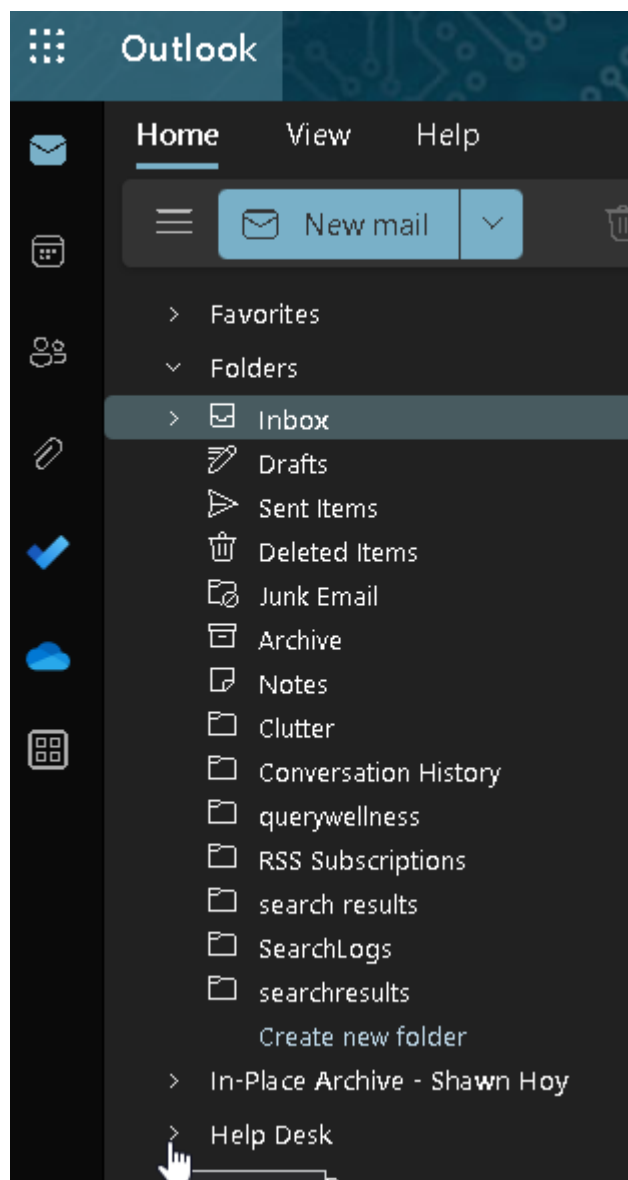 Outlook
Home View Help
New mail
Favorites
Folders
Inbox
Drafts
Sent Items
Deleted Items
Junk Email
Archive
Notes
Clutter
Conversation History
querywellness
RSS Subscriptions
search results
SearchLogs
searchresults
Create new folder
In-Place Archive - Shawn Hoy
Help Desk